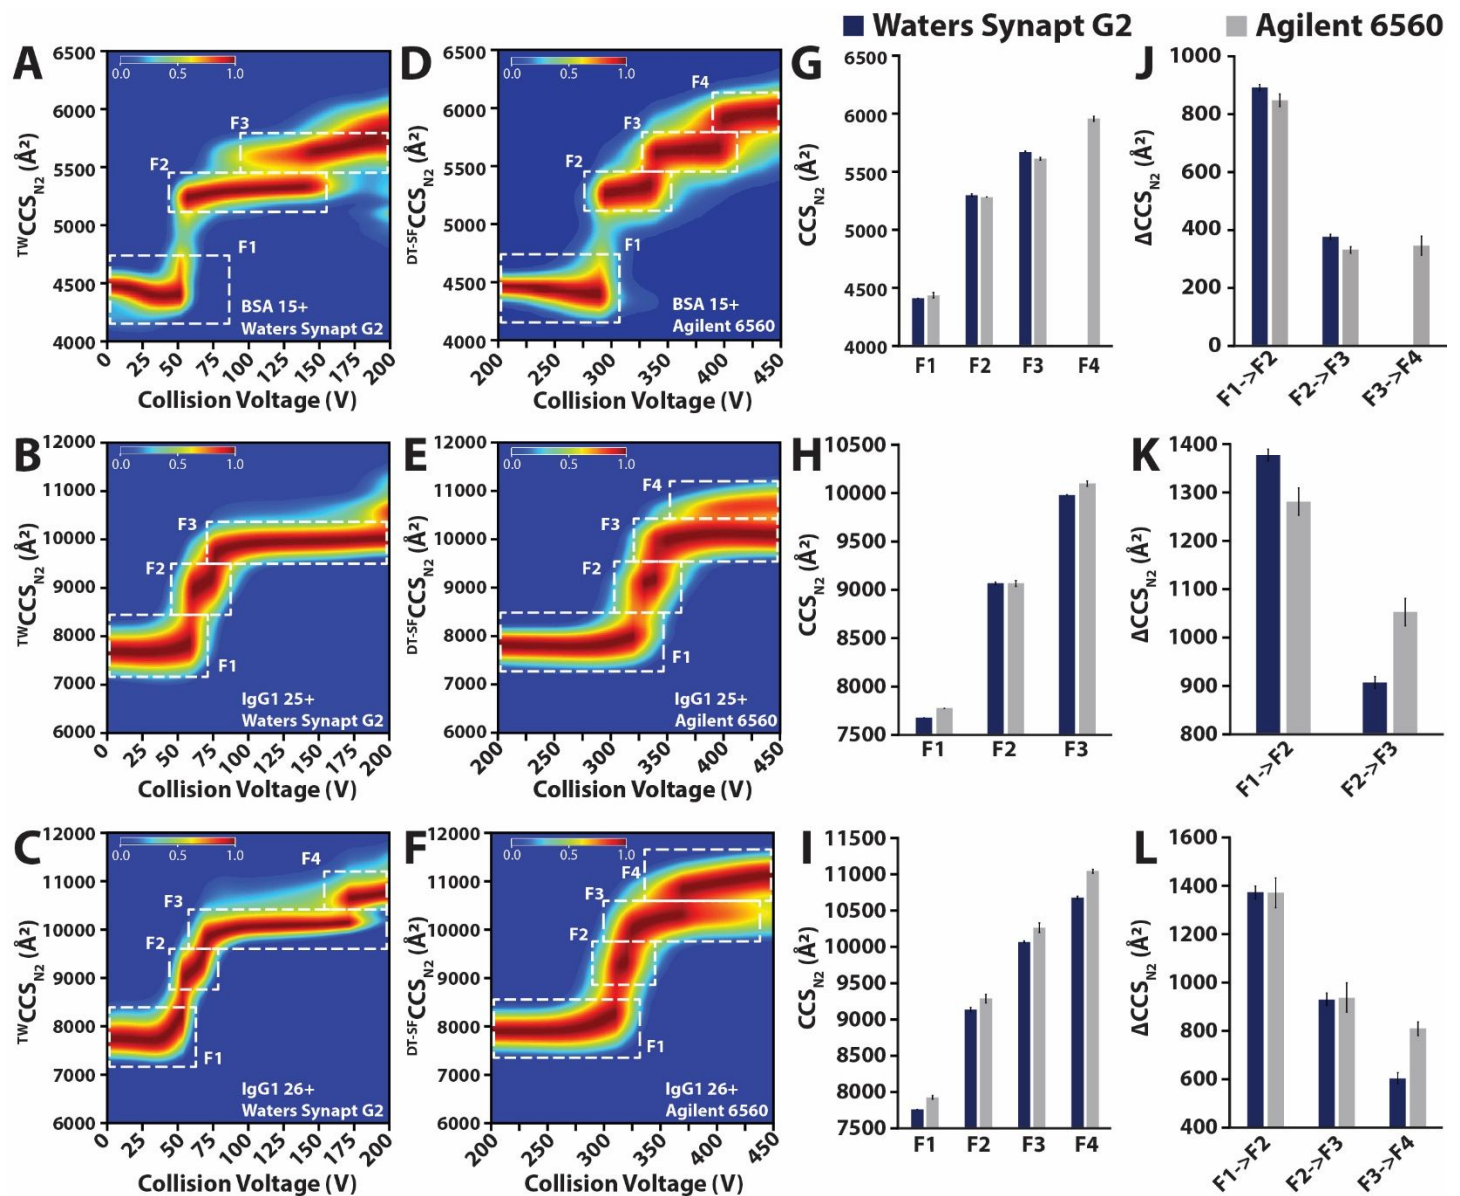 Waters Synapt G2
Agilent 6560
A
6500
6000
5500
5000
4500
4000
TWCCS_N2 (Å²)
0.0 0.5 1.0
F1
F2
F3
BSA 15+
Waters Synapt G2
0 25 50 75 100 125 150 175 200
Collision Voltage (V)
D
6500
6000
5500
5000
4500
4000
DT-SFCCS_N2 (Å²)
0.0 0.5 1.0
F4
F3
F2
F1
BSA 15+
Agilent 6560
200 250 300 350 400 450
Collision Voltage (V)
G
6500
6000
5500
5000
4500
4000
CCS_N2 (Å²)
F1 F2 F3 F4
J
1000
800
600
400
200
0
ΔCCS_N2 (Å²)
F1->F2 F2->F3 F3->F4
B
12000
11000
10000
9000
8000
7000
6000
TWCCS_N2 (Å²)
0.0 0.5 1.0
F3
F2
F1
IgG1 25+
Waters Synapt G2
0 25 50 75 100 125 150 175 200
Collision Voltage (V)
E
12000
11000
10000
9000
8000
7000
6000
DT-SFCCS_N2 (Å²)
0.0 0.5 1.0
F4
F3
F2
F1
IgG1 25+
Agilent 6560
200 250 300 350 400 450
Collision Voltage (V)
H
10500
10000
9500
9000
8500
8000
7500
CCS_N2 (Å²)
F1 F2 F3
K
1400
1300
1200
1100
1000
900
800
ΔCCS_N2 (Å²)
F1->F2 F2->F3
C
12000
11000
10000
9000
8000
7000
6000
TWCCS_N2 (Å²)
0.0 0.5 1.0
F4
F3
F2
F1
IgG1 26+
Waters Synapt G2
0 25 50 75 100 125 150 175 200
Collision Voltage (V)
F
12000
11000
10000
9000
8000
7000
6000
DT-SFCCS_N2 (Å²)
0.0 0.5 1.0
F4
F3
F2
F1
IgG1 26+
Agilent 6560
200 250 300 350 400 450
Collision Voltage (V)
I
11500
11000
10500
10000
9500
9000
8500
8000
7500
CCS_N2 (Å²)
F1 F2 F3 F4
L
1600
1400
1200
1000
800
600
400
ΔCCS_N2 (Å²)
F1->F2 F2->F3 F3->F4